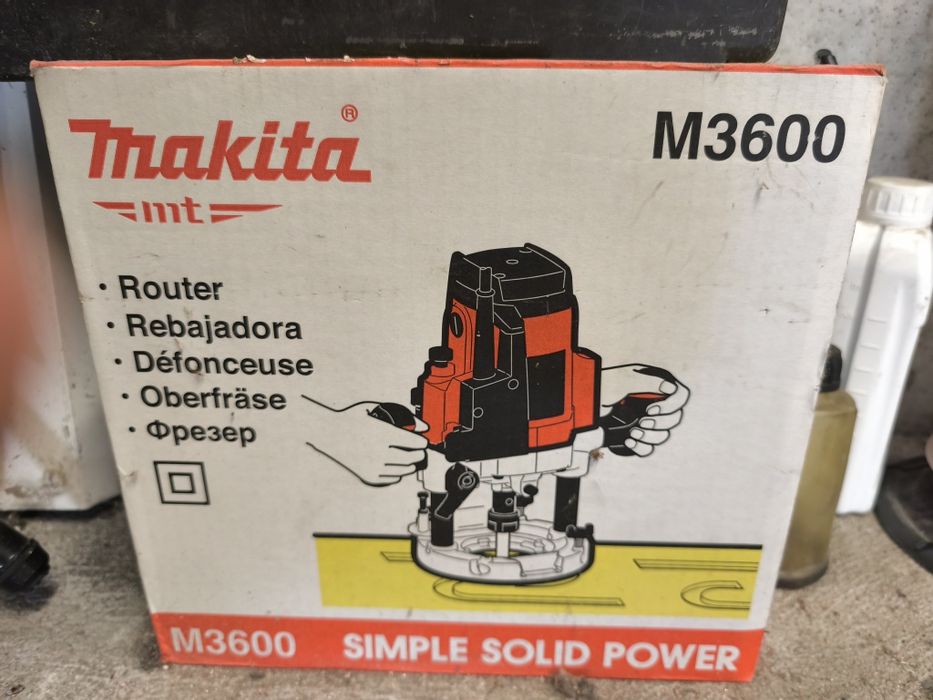 makita®
mt
M3600
• Router
• Rebajadora
• Défonceuse
• Oberfräse
• Фрезер
M3600 SIMPLE SOLID POWER